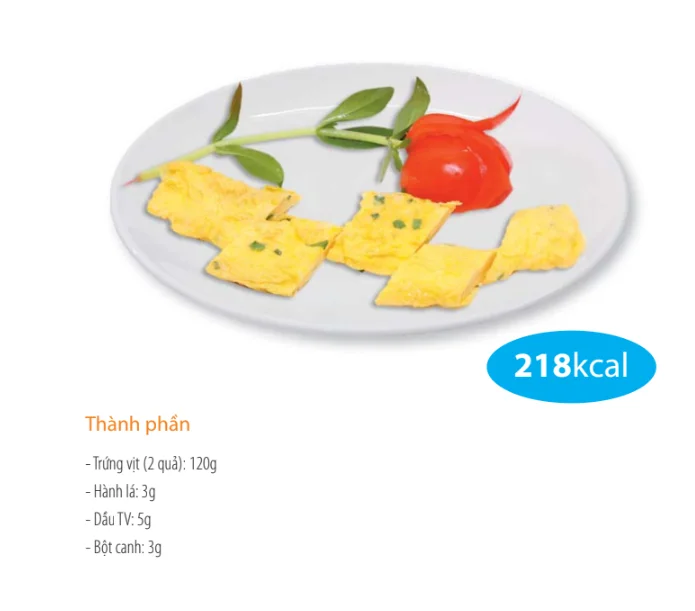 218kcal
Thành phần
- Trứng vịt (2 quả): 120g
- Hành lá: 3g
- Dầu TV: 5g
- Bột canh: 3g